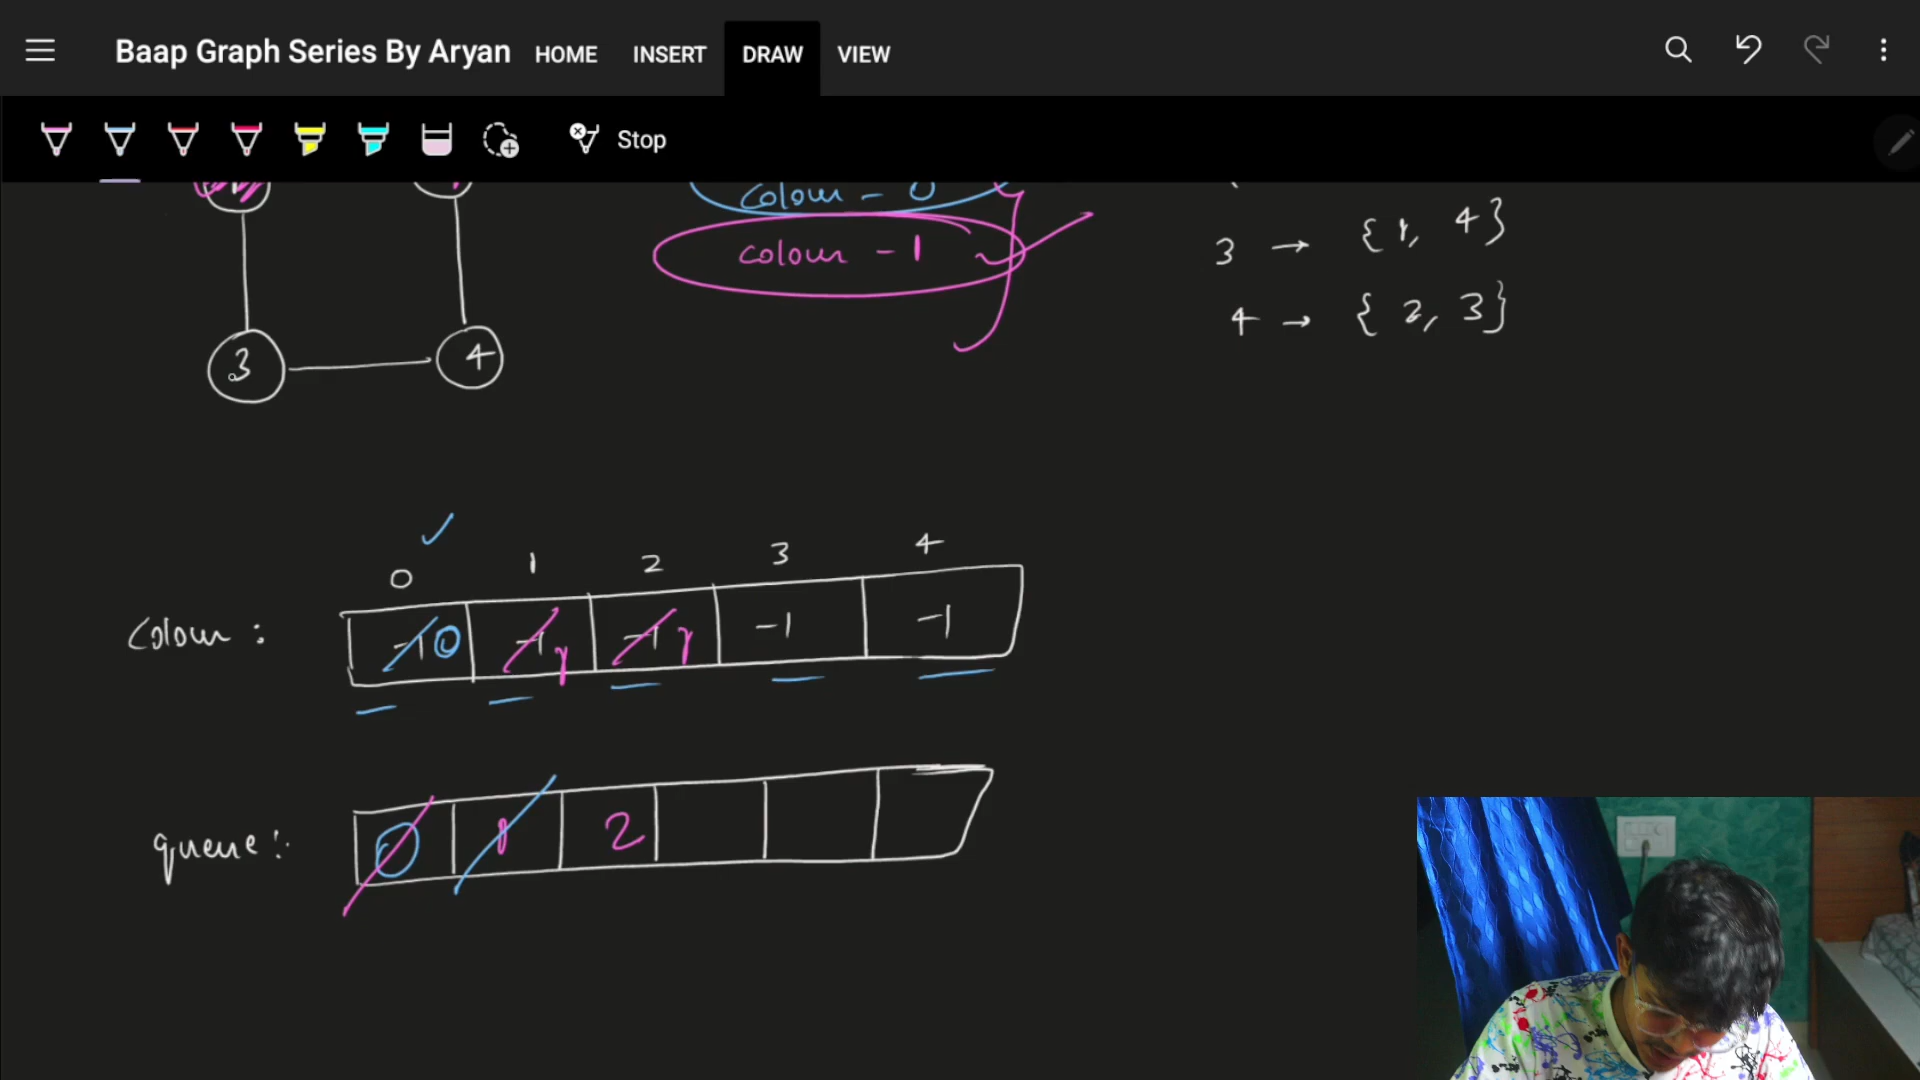 Baap Graph Series By Aryan HOME INSERT DRAW VIEW
Stop
colour - 0
colour - 1
3 → {1, 4}
4 → {2, 3}
3 4
0 1 2 3 4
Colour : -1 0 -1 1 -1 1 -1 -1
queue : 0 1 2